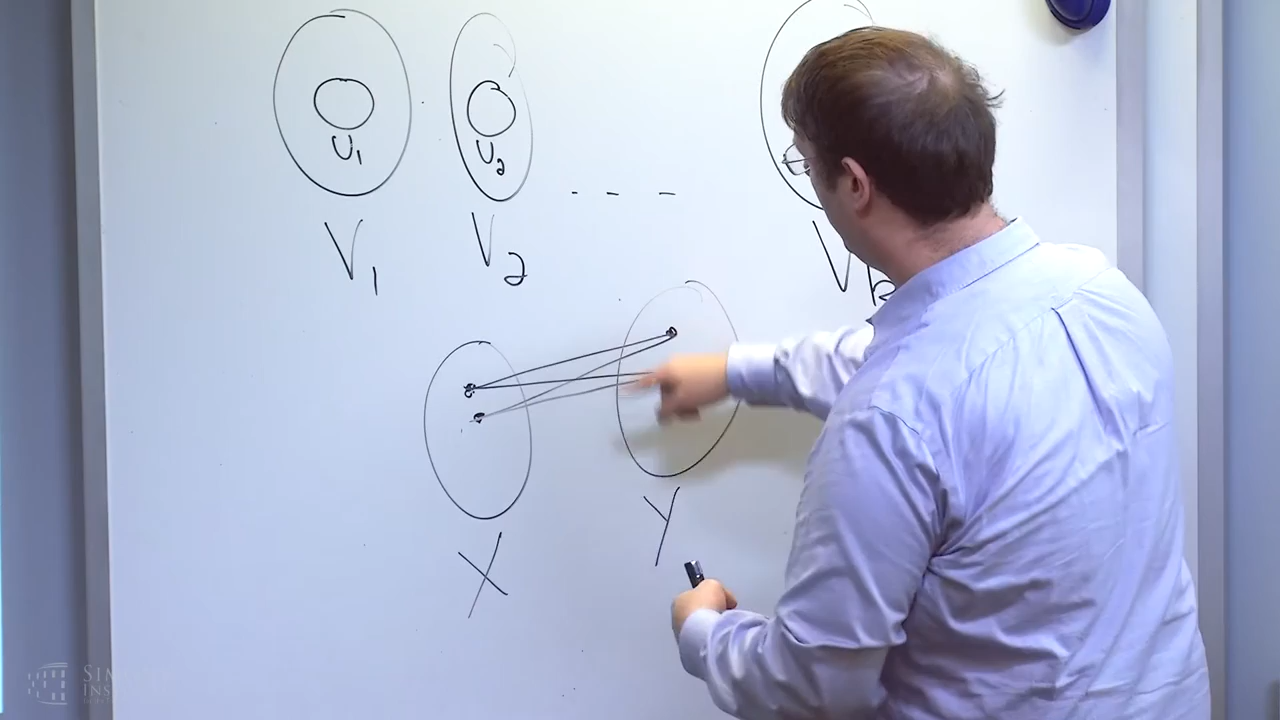 U₁ U₂
V₁ V₂ - - - V
X Y